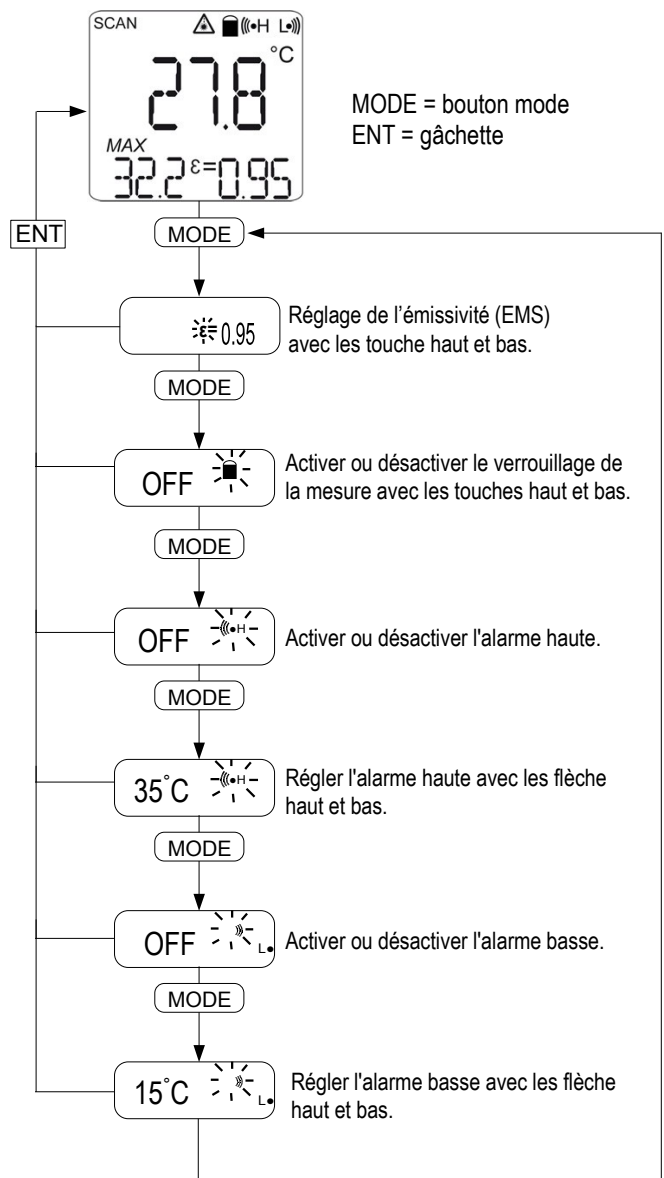 SCAN ((•H L•))
°C
27.8
MAX
32.2 ε=0.95
MODE = bouton mode
ENT = gâchette
ENT
MODE
ε= 0.95
Réglage de l’émissivité (EMS)
avec les touche haut et bas.
MODE
OFF
Activer ou désactiver le verrouillage de
la mesure avec les touches haut et bas.
MODE
OFF H
Activer ou désactiver l'alarme haute.
MODE
35°C H
Régler l'alarme haute avec les flèche
haut et bas.
MODE
OFF L
Activer ou désactiver l'alarme basse.
MODE
15°C L
Régler l'alarme basse avec les flèche
haut et bas.